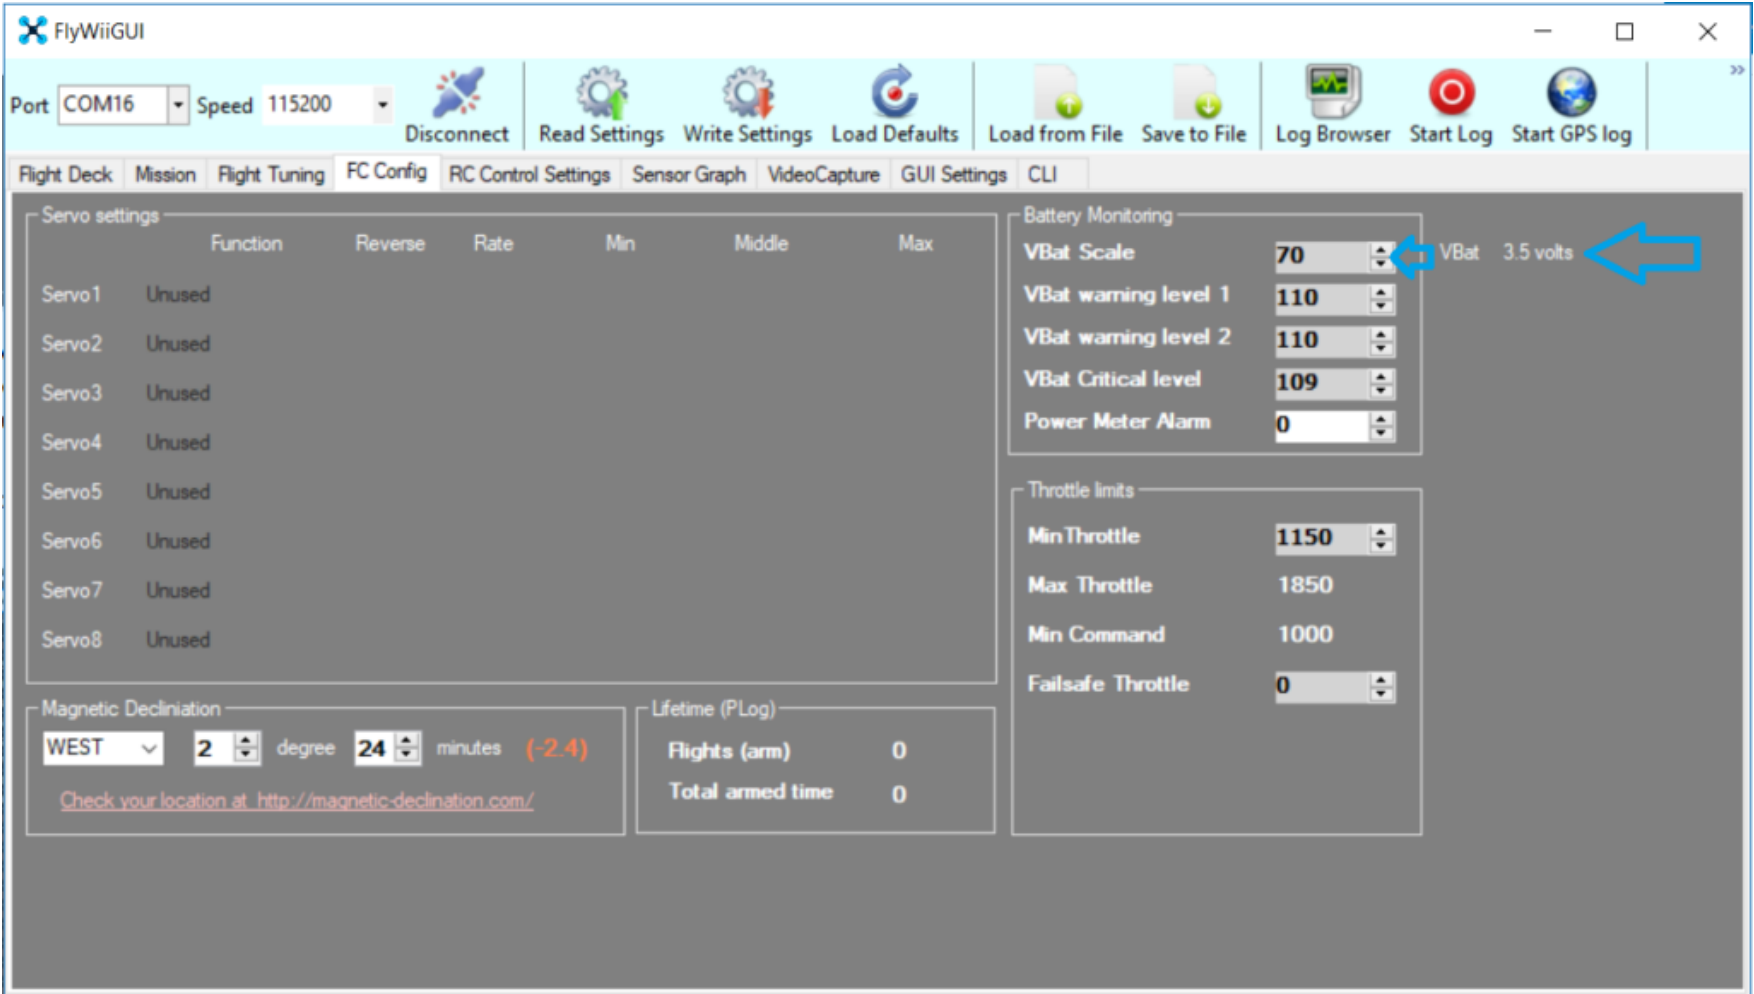 FlyWiiGUI
Port COM16 Speed 115200 Disconnect Read Settings Write Settings Load Defaults Load from File Save to File Log Browser Start Log Start GPS log
Flight Deck Mission Flight Tuning FC Config RC Control Settings Sensor Graph VideoCapture GUI Settings CLI
Servo settings
Function Reverse Rate Min Middle Max
Servo1 Unused
Servo2 Unused
Servo3 Unused
Servo4 Unused
Servo5 Unused
Servo6 Unused
Servo7 Unused
Servo8 Unused
Battery Monitoring
VBat Scale 70 VBat 3.5 volts
VBat warning level 1 110
VBat warning level 2 110
VBat Critical level 109
Power Meter Alarm 0
Throttle limits
MinThrottle 1150
Max Throttle 1850
Min Command 1000
Failsafe Throttle 0
Magnetic Decliniation
WEST 2 degree 24 minutes (-2.4)
Check your location at http://magnetic-declination.com/
Lifetime (PLog)
Flights (arm) 0
Total armed time 0